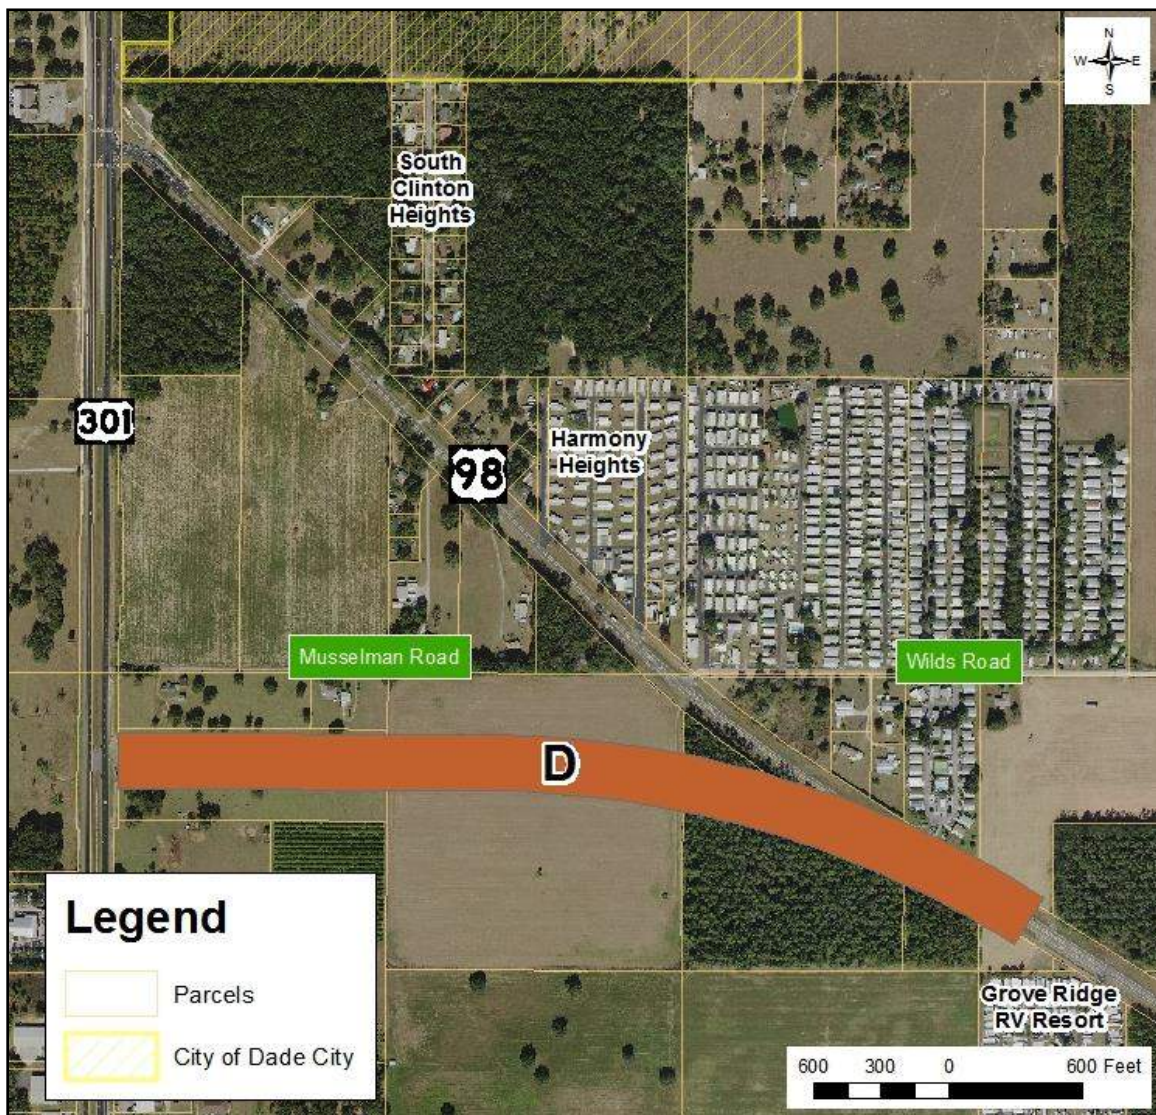 N
W E
S
South
Clinton
Heights
301
98
Harmony
Heights
Musselman Road
Wilds Road
D
Legend
Parcels
City of Dade City
Grove Ridge
RV Resort
600 300 0 600 Feet